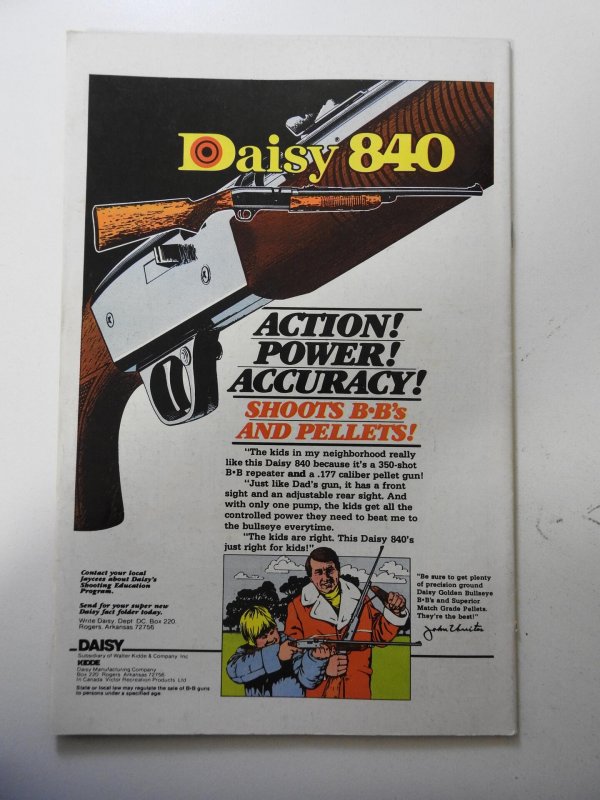 Daisy 840
ACTION!
POWER!
ACCURACY!
SHOOTS B•B's
AND PELLETS!
"The kids in my neighborhood really
like this Daisy 840 because it's a 350-shot
B•B repeater and a .177 caliber pellet gun!
"Just like Dad's gun, it has a front
sight and an adjustable rear sight. And
with only one pump, the kids get all the
controlled power they need to beat me to
the bullseye everytime.
"The kids are right. This Daisy 840's
just right for kids!"
Contact your local
Jaycees about Daisy's
Shooting Education
Program.
Send for your super new
Daisy fact folder today.
Write Daisy, Dept DC, Box 220,
Rogers, Arkansas 72756
DAISY
Subsidiary of Walter Kidde & Company, Inc
KIDDE
Daisy Manufacturing Company
Box 220, Rogers, Arkansas 72756
In Canada: Victor Recreation Products, Ltd
State or local law may regulate the sale of B•B guns
to persons under a specified age.
"Be sure to get plenty
of precision ground
Daisy Golden Bullseye
B•B's and Superior
Match Grade Pellets.
They're the best!"